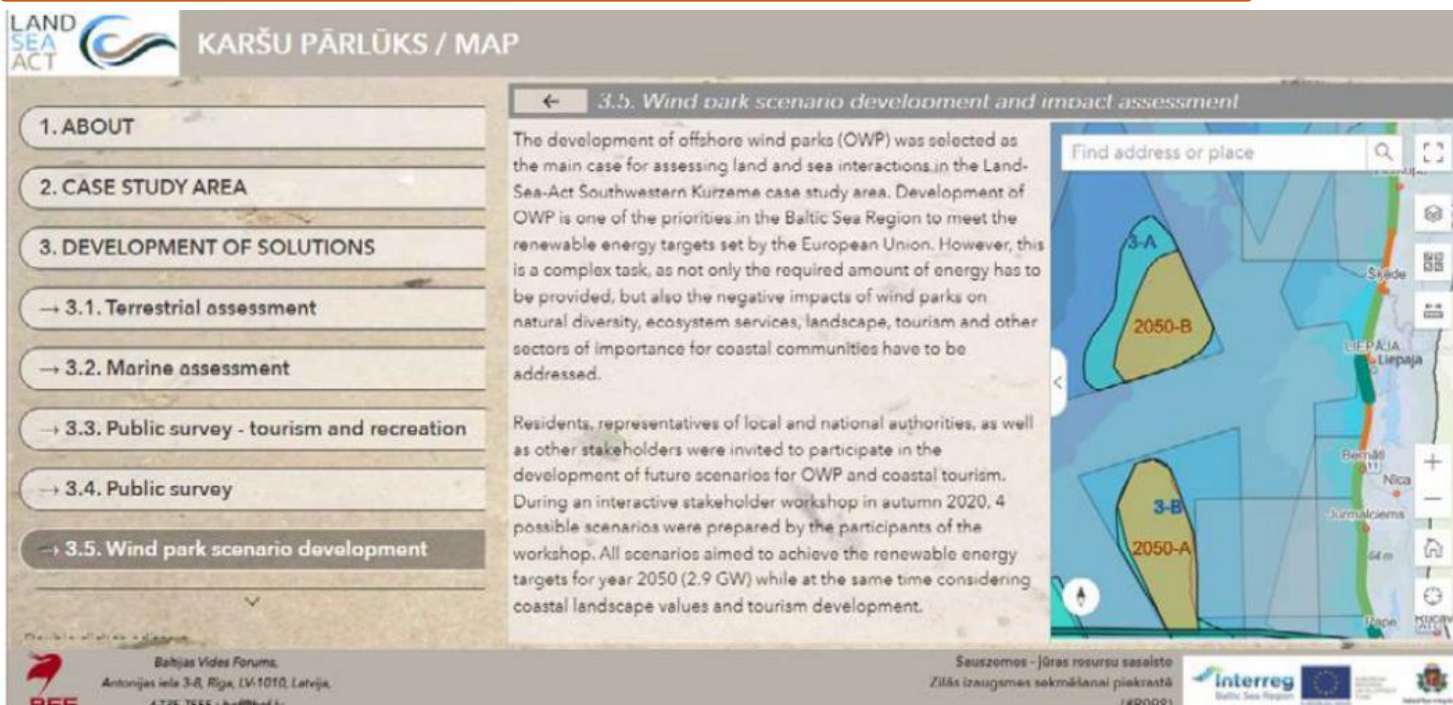 LAND
SEA
ACT
KARŠU PĀRLŪKS / MAP
1. ABOUT
2. CASE STUDY AREA
3. DEVELOPMENT OF SOLUTIONS
→ 3.1. Terrestrial assessment
→ 3.2. Marine assessment
→ 3.3. Public survey - tourism and recreation
→ 3.4. Public survey
→ 3.5. Wind park scenario development
← 3.5. Wind park scenario development and impact assessment
The development of offshore wind parks (OWP) was selected as
the main case for assessing land and sea interactions in the Land-
Sea-Act Southwestern Kurzeme case study area. Development of
OWP is one of the priorities in the Baltic Sea Region to meet the
renewable energy targets set by the European Union. However, this
is a complex task, as not only the required amount of energy has to
be provided, but also the negative impacts of wind parks on
natural diversity, ecosystem services, landscape, tourism and other
sectors of importance for coastal communities have to be
addressed.
Residents, representatives of local and national authorities, as well
as other stakeholders were invited to participate in the
development of future scenarios for OWP and coastal tourism.
During an interactive stakeholder workshop in autumn 2020, 4
possible scenarios were prepared by the participants of the
workshop. All scenarios aimed to achieve the renewable energy
targets for year 2050 (2.9 GW) while at the same time considering
coastal landscape values and tourism development.
Find address or place
3-A
Šķēde
2050-B
LIEPĀJA
Liepaja
Bernāti
Nīca
3-B
Jūrmalciems
2050-A
64 m
Pape
Baltijas Vides Forums,
Antonijas iela 3-8, Rīga, LV-1010, Latvija,
BEF
Sauszemes - jūras resursu sasaiste
Zilās izaugsmes sekmēšanai piekrastē
(#R098)
Interreg
Baltic Sea Region